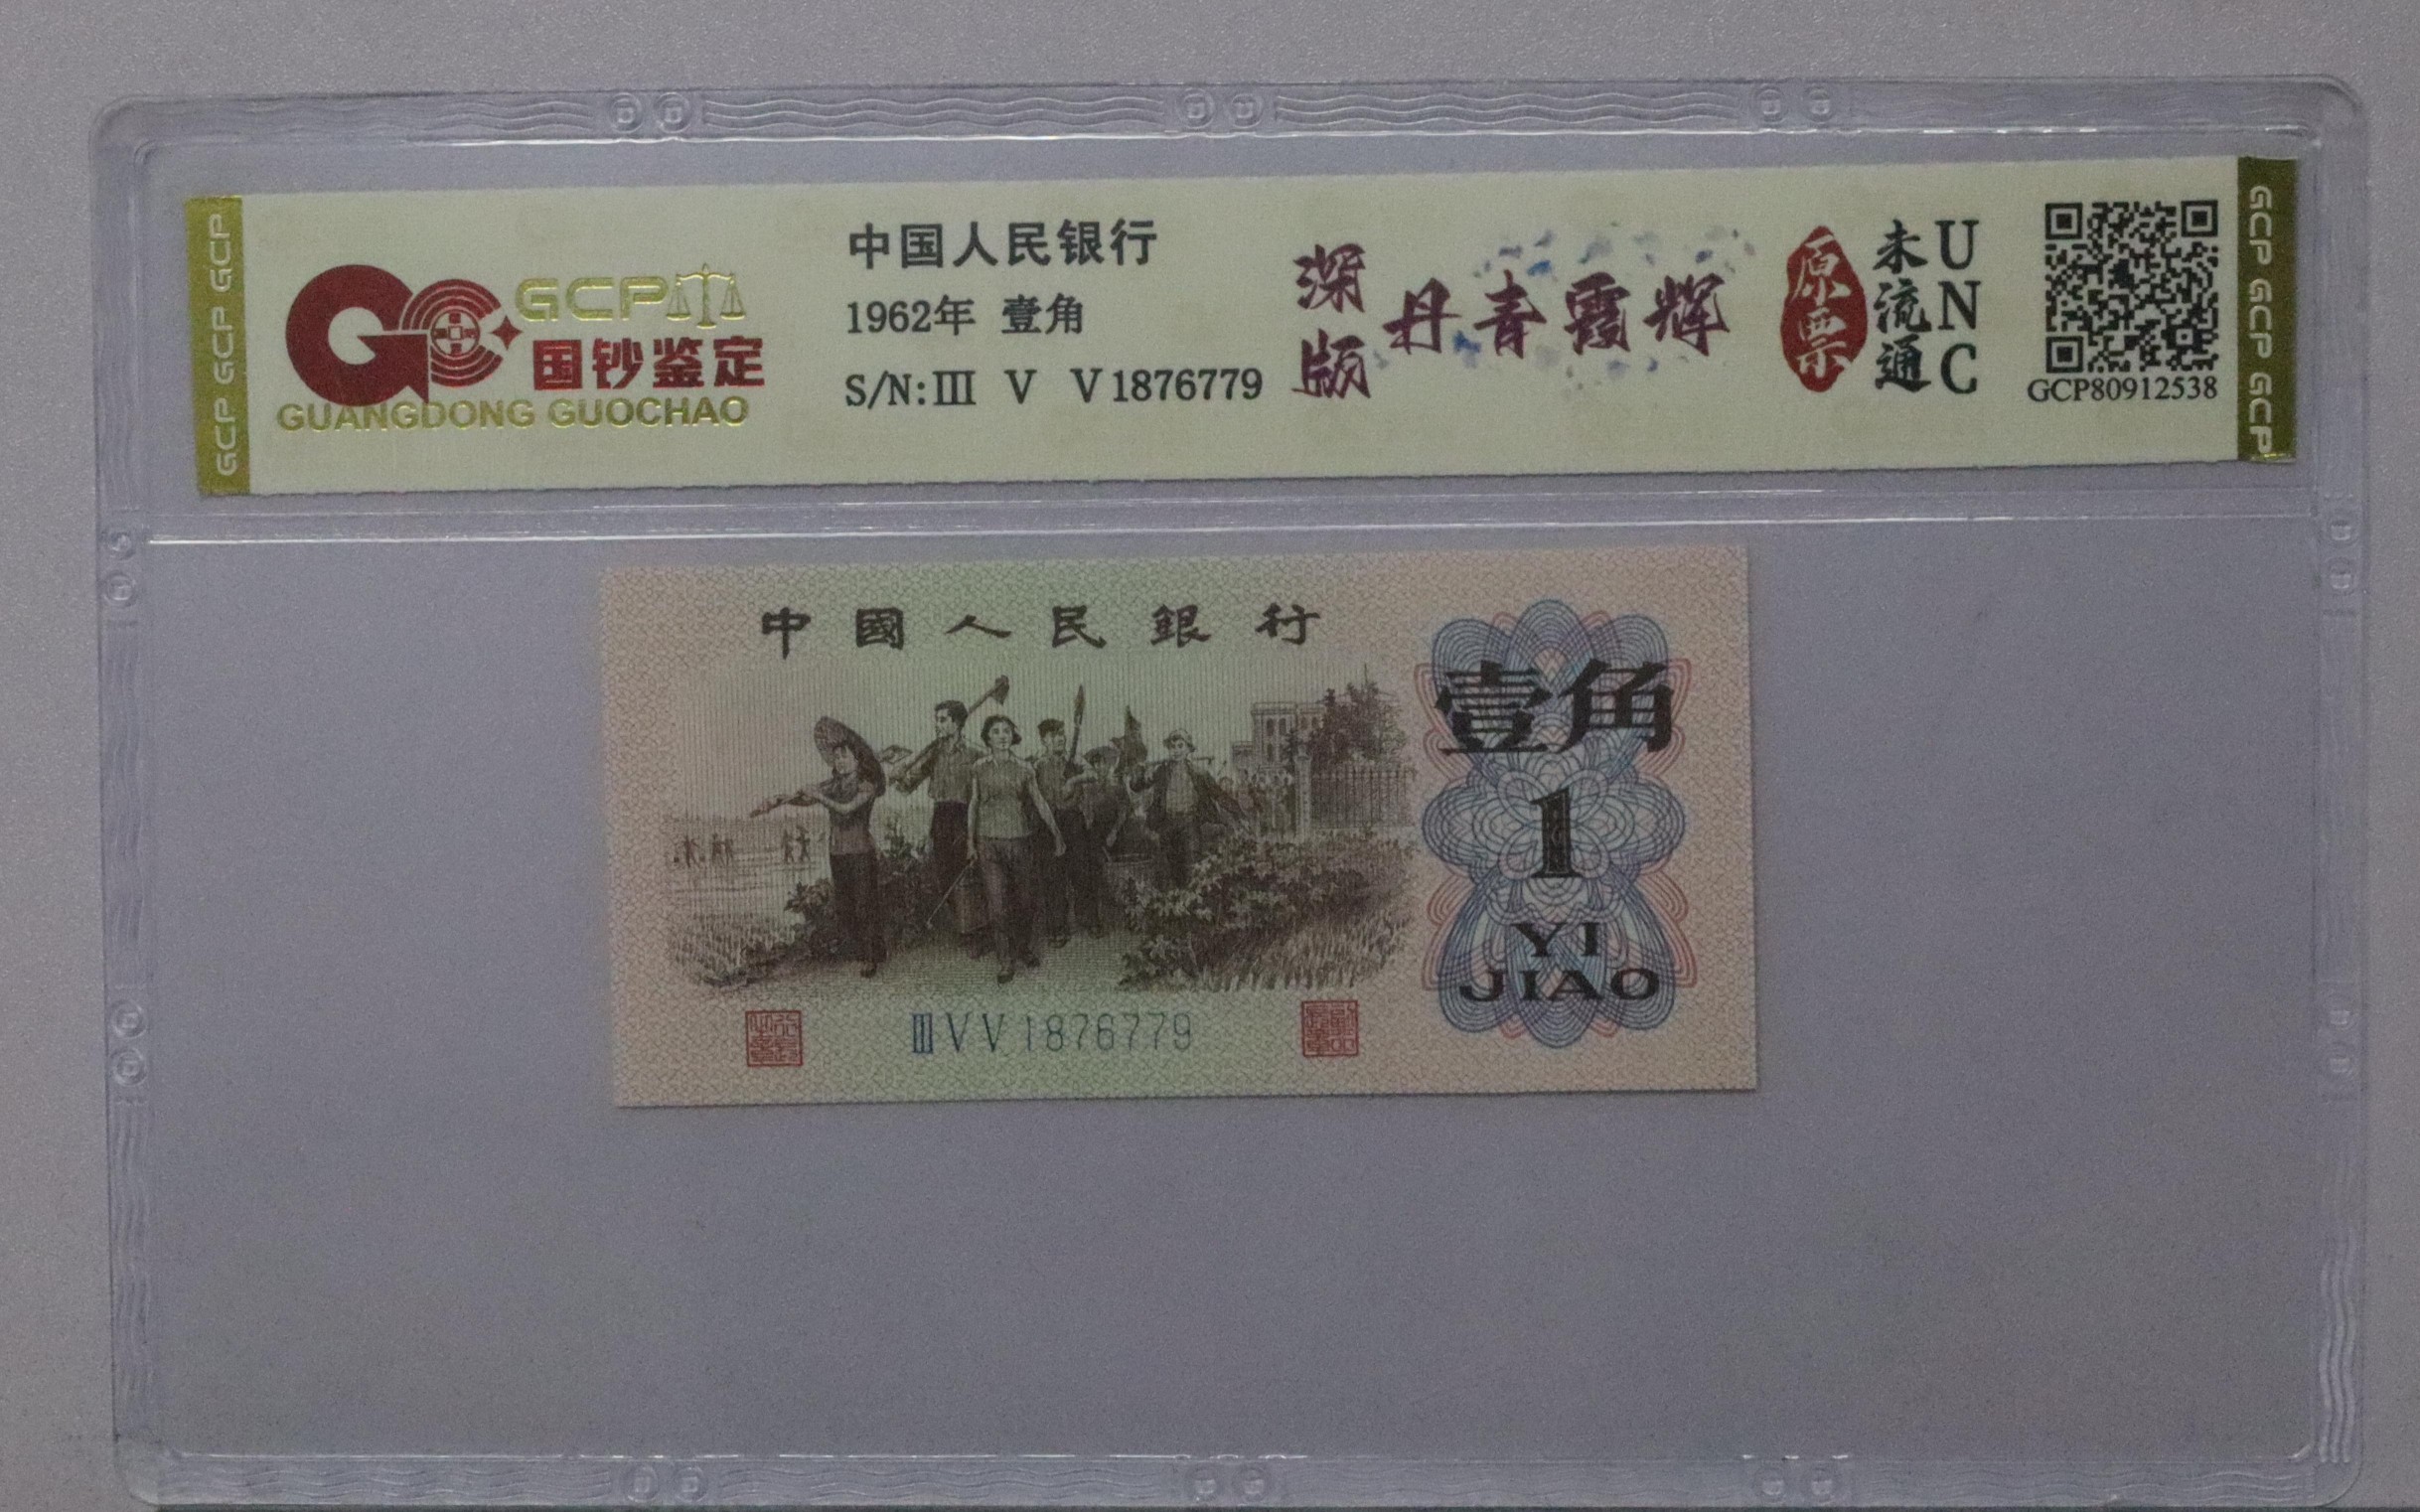 GCP GCP GCP
GCP
国钞鉴定
GUANGDONG GUOCHAO
中国人民银行
1962年 壹角
S/N:Ⅲ Ⅴ Ⅴ1876779
深版
丹青霞辉
原票
未流通
UNC
GCP80912538
GCP GCP GCP
中國人民銀行
壹角
1
YI
JIAO
ⅢⅤⅤ1876779